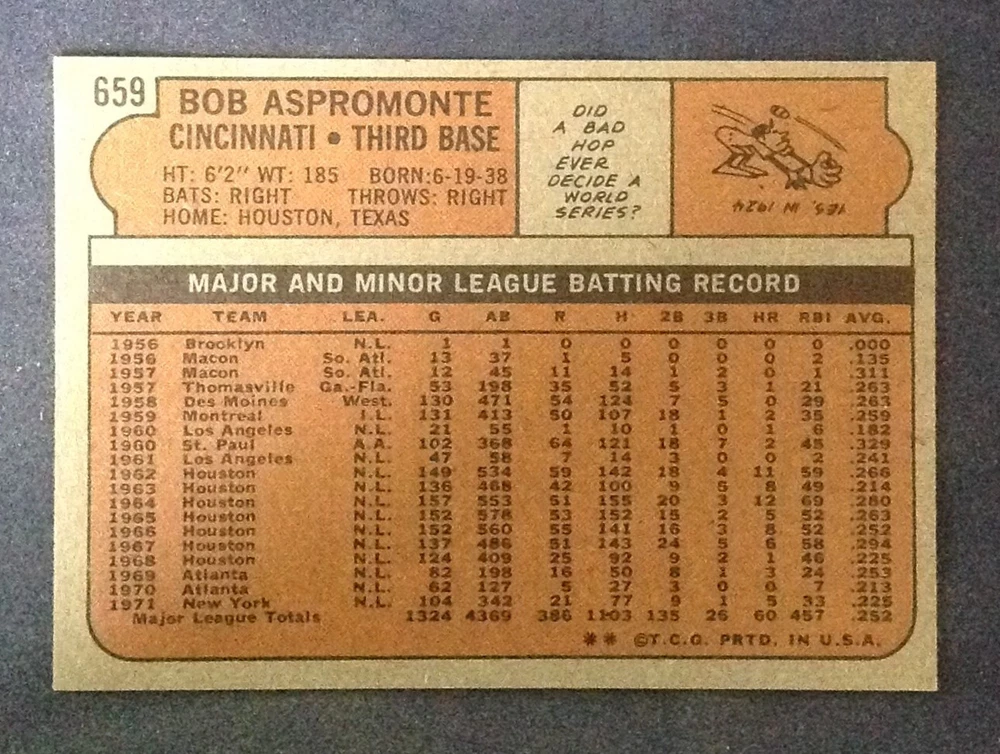 659
BOB ASPROMONTE
CINCINNATI • THIRD BASE
HT: 6'2" WT: 185 BORN:6-19-38
BATS: RIGHT THROWS: RIGHT
HOME: HOUSTON, TEXAS
DID
A BAD
HOP
EVER
DECIDE A
WORLD
SERIES?
YES, IN 1924
MAJOR AND MINOR LEAGUE BATTING RECORD
YEAR TEAM LEA. G AB R H 2B 3B HR RBI AVG.
1956 Brooklyn N.L. 1 1 0 0 0 0 0 0 .000
1956 Macon So. Atl. 13 37 1 5 0 0 0 2 .135
1957 Macon So. Atl. 12 45 11 14 1 2 0 1 .311
1957 Thomasville Ga.-Fla. 53 198 35 52 5 3 1 21 .263
1958 Des Moines West. 130 471 54 124 7 5 0 29 .263
1959 Montreal I.L. 131 413 50 107 18 1 2 35 .259
1960 Los Angeles N.L. 21 55 1 10 1 0 1 6 .182
1960 St. Paul A.A. 102 368 64 121 18 7 2 45 .329
1961 Los Angeles N.L. 47 58 7 14 3 0 0 2 .241
1962 Houston N.L. 149 534 59 142 18 4 11 59 .266
1963 Houston N.L. 136 468 42 100 9 5 8 49 .214
1964 Houston N.L. 157 553 51 155 20 3 12 69 .280
1965 Houston N.L. 152 578 53 152 15 2 5 52 .263
1966 Houston N.L. 152 560 55 141 16 3 8 52 .252
1967 Houston N.L. 137 486 51 143 24 5 6 58 .294
1968 Houston N.L. 124 409 25 92 9 2 1 46 .225
1969 Atlanta N.L. 82 198 16 50 8 1 3 24 .253
1970 Atlanta N.L. 62 127 5 27 3 0 0 7 .213
1971 New York N.L. 104 342 21 77 9 1 5 33 .225
Major League Totals 1324 4369 386 1103 135 26 60 457 .252
** ©T.C.G. PRTD. IN U.S.A.